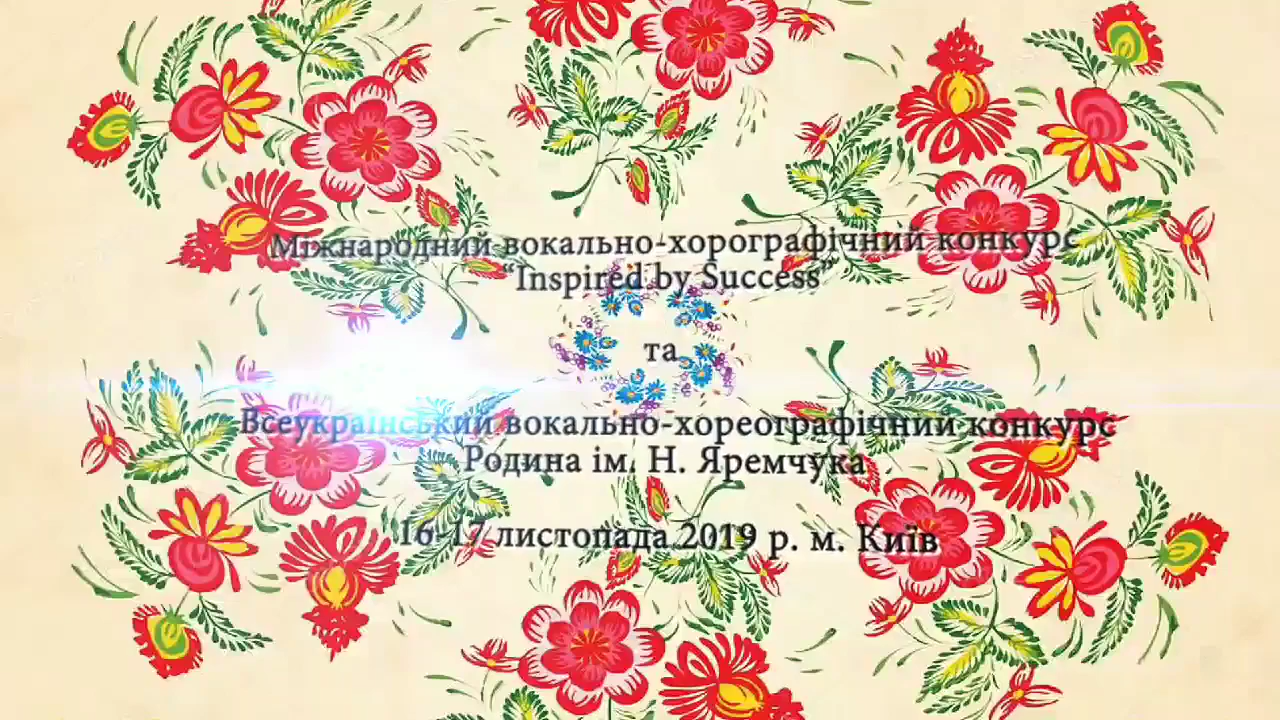 Міжнародний вокально-хорографічний конкурс
“Inspired by Success”
та
Всеукраїнський вокально-хореографічний конкурс
Родина ім. Н. Яремчука
16-17 листопада 2019 р. м. Київ